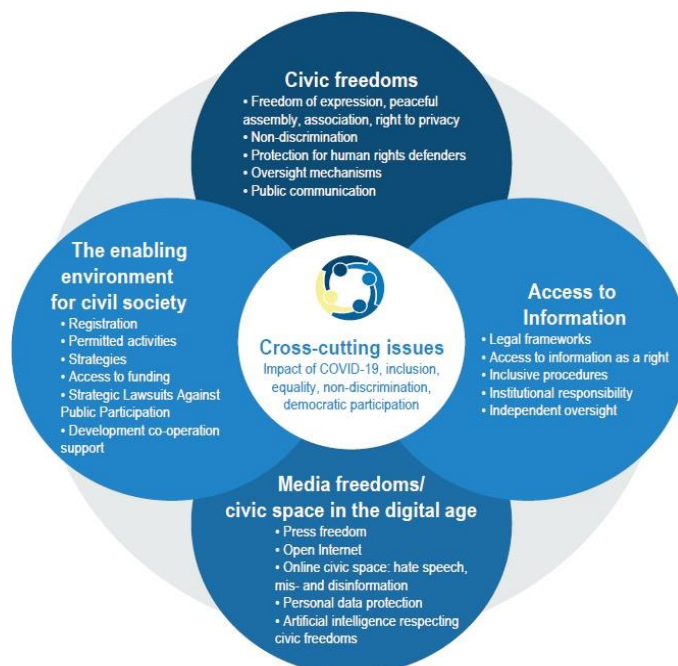 Civic freedoms
• Freedom of expression, peaceful
assembly, association, right to privacy
• Non-discrimination
• Protection for human rights defenders
• Oversight mechanisms
• Public communication
The enabling
environment
for civil society
• Registration
• Permitted activities
• Strategies
• Access to funding
• Strategic Lawsuits Against
Public Participation
• Development co-operation
support
Cross-cutting issues
Impact of COVID-19, inclusion,
equality, non-discrimination,
democratic participation
Access to
Information
• Legal frameworks
• Access to information as a right
• Inclusive procedures
• Institutional responsibility
• Independent oversight
Media freedoms/
civic space in the digital age
• Press freedom
• Open Internet
• Online civic space: hate speech,
mis- and disinformation
• Personal data protection
• Artificial intelligence respecting
civic freedoms